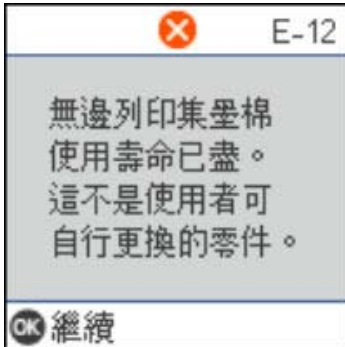 E-12
無邊列印集墨棉
使用壽命已盡。
這不是使用者可
自行更換的零件。
OK 繼續